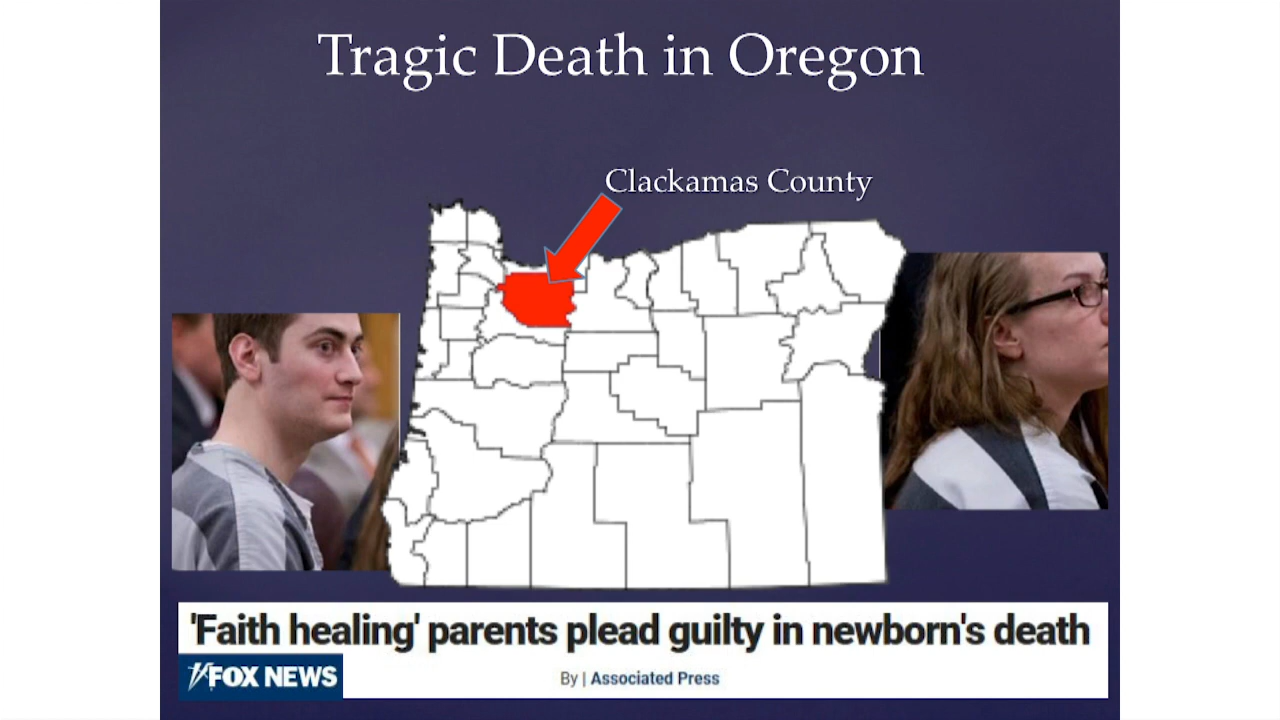 Tragic Death in Oregon
Clackamas County
'Faith healing' parents plead guilty in newborn's death
FOX NEWS
By | Associated Press